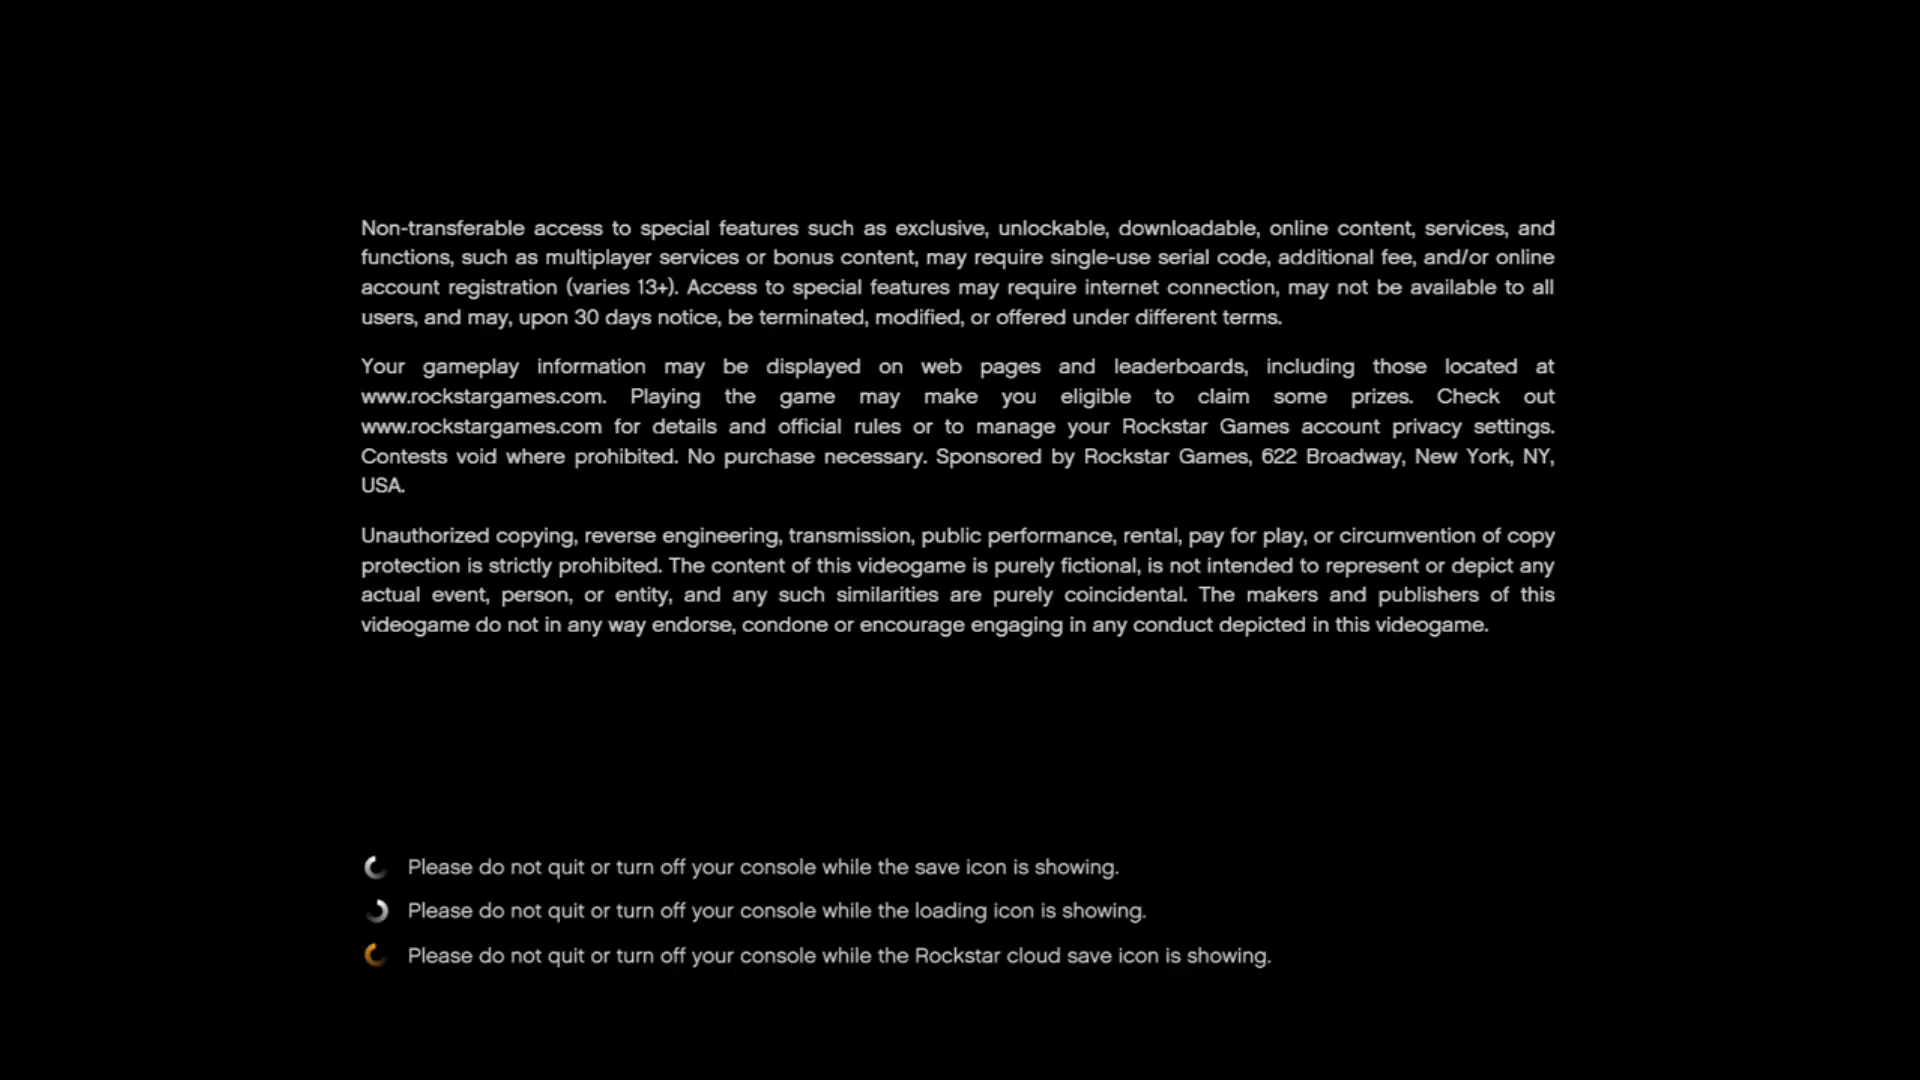 Non-transferable access to special features such as exclusive, unlockable, downloadable, online content, services, and
functions, such as multiplayer services or bonus content, may require single-use serial code, additional fee, and/or online
account registration (varies 13+). Access to special features may require internet connection, may not be available to all
users, and may, upon 30 days notice, be terminated, modified, or offered under different terms.
Your gameplay information may be displayed on web pages and leaderboards, including those located at
www.rockstargames.com. Playing the game may make you eligible to claim some prizes. Check out
www.rockstargames.com for details and official rules or to manage your Rockstar Games account privacy settings.
Contests void where prohibited. No purchase necessary. Sponsored by Rockstar Games, 622 Broadway, New York, NY,
USA.
Unauthorized copying, reverse engineering, transmission, public performance, rental, pay for play, or circumvention of copy
protection is strictly prohibited. The content of this videogame is purely fictional, is not intended to represent or depict any
actual event, person, or entity, and any such similarities are purely coincidental. The makers and publishers of this
videogame do not in any way endorse, condone or encourage engaging in any conduct depicted in this videogame.
Please do not quit or turn off your console while the save icon is showing.
Please do not quit or turn off your console while the loading icon is showing.
Please do not quit or turn off your console while the Rockstar cloud save icon is showing.